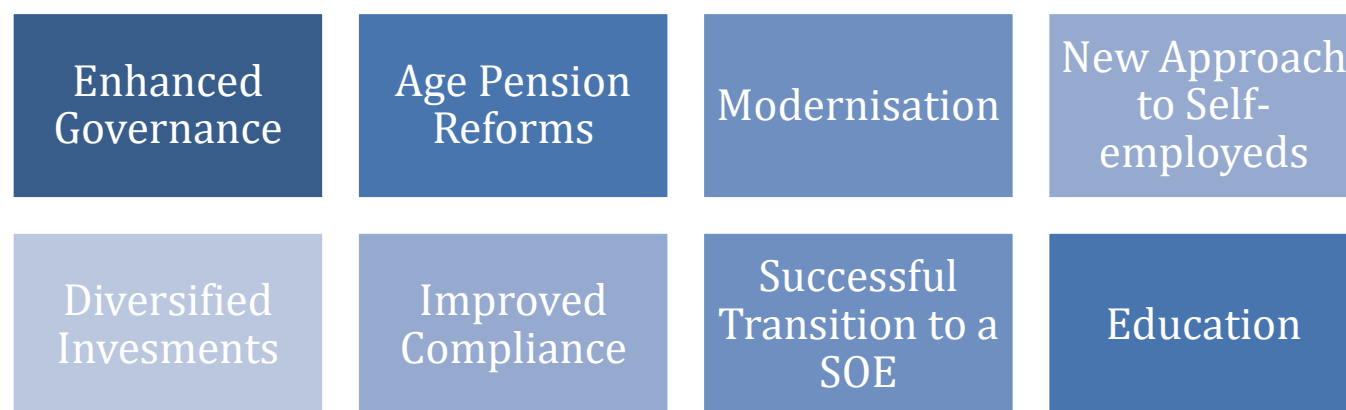 Enhanced
Governance
Age Pension
Reforms
Modernisation
New Approach
to Self-
employeds
Diversified
Invesments
Improved
Compliance
Successful
Transition to a
SOE
Education